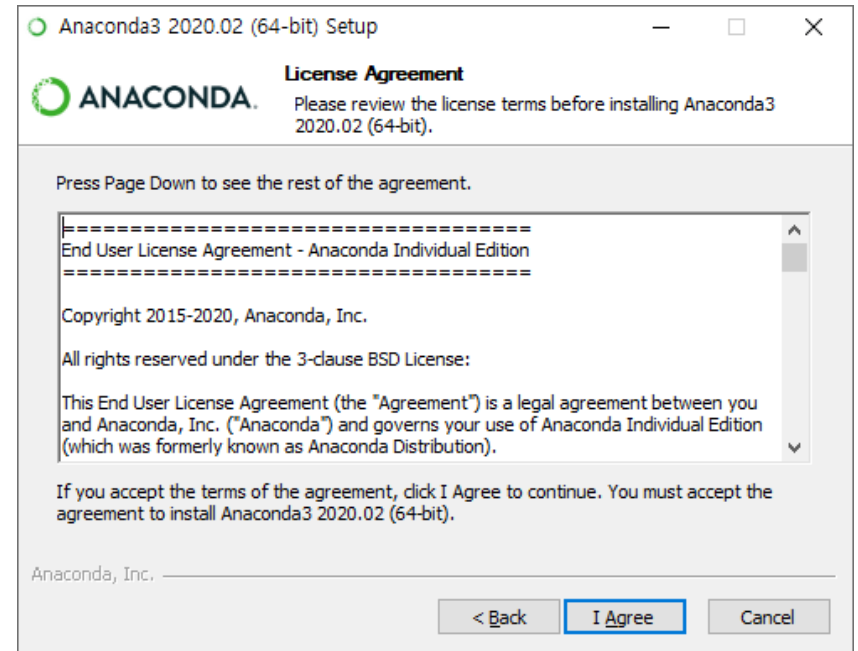 Anaconda3 2020.02 (64-bit) Setup
ANACONDA.
License Agreement
Please review the license terms before installing Anaconda3
2020.02 (64-bit).
Press Page Down to see the rest of the agreement.
===================================
End User License Agreement - Anaconda Individual Edition
===================================
Copyright 2015-2020, Anaconda, Inc.
All rights reserved under the 3-clause BSD License:
This End User License Agreement (the "Agreement") is a legal agreement between you
and Anaconda, Inc. ("Anaconda") and governs your use of Anaconda Individual Edition
(which was formerly known as Anaconda Distribution).
If you accept the terms of the agreement, click I Agree to continue. You must accept the
agreement to install Anaconda3 2020.02 (64-bit).
Anaconda, Inc.
< Back
I Agree
Cancel